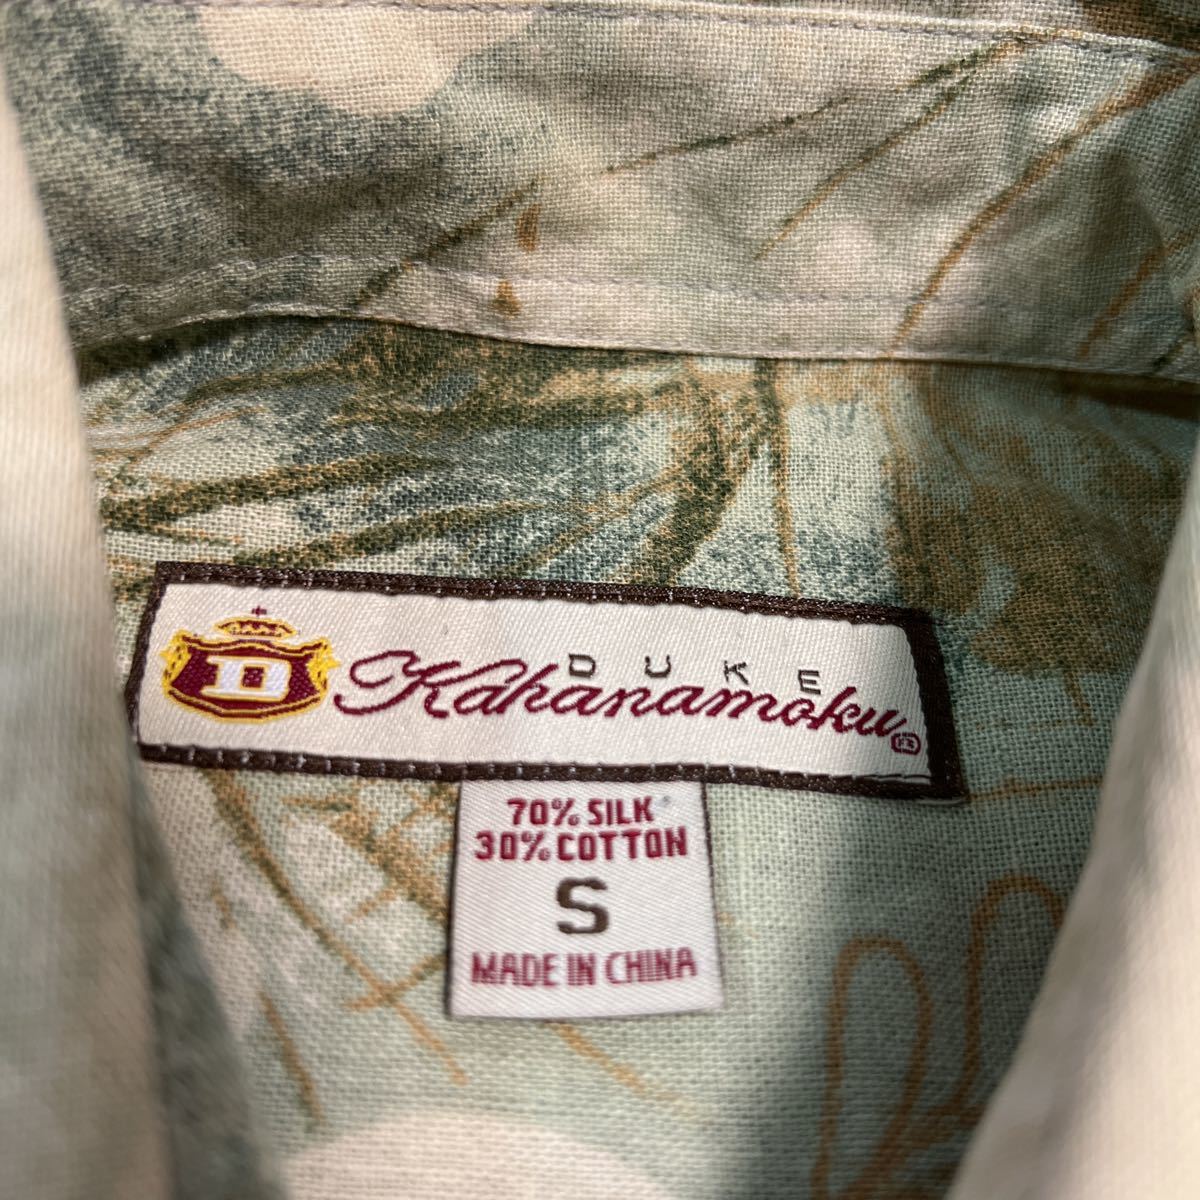 D
DUKE
Kahanamoku®
70% SILK
30% COTTON
S
MADE IN CHINA